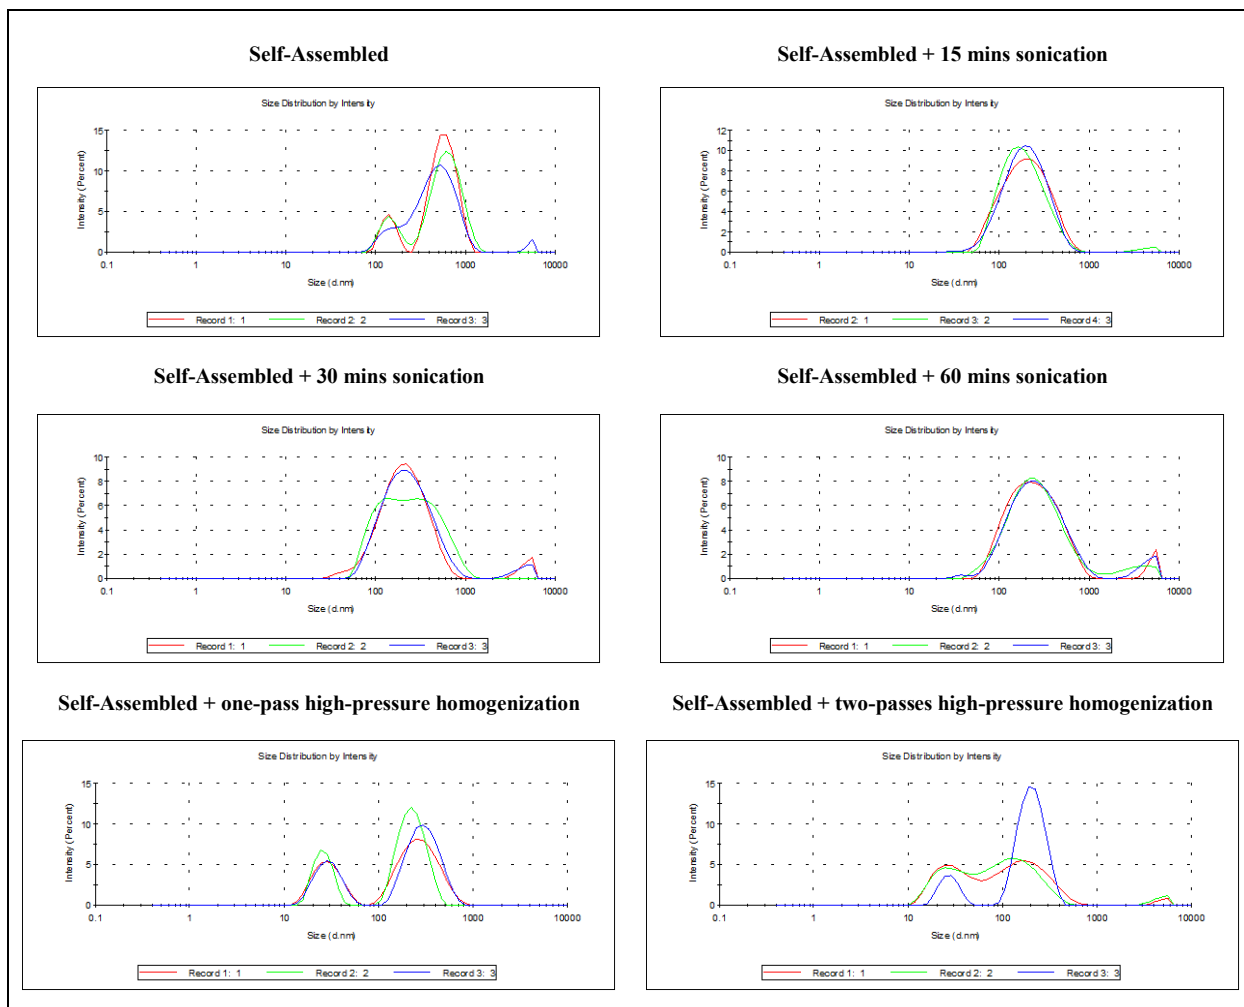 Self-Assembled
Size Distribution by Intensity
Intensity (Percent)
15
10
5
0
0.1 1 10 100 1000 10000
Size (d.nm)
Record 1: 1 Record 2: 2 Record 3: 3
Self-Assembled + 15 mins sonication
Size Distribution by Intensity
Intensity (Percent)
12
10
8
6
4
2
0
0.1 1 10 100 1000 10000
Size (d.nm)
Record 2: 1 Record 3: 2 Record 4: 3
Self-Assembled + 30 mins sonication
Size Distribution by Intensity
Intensity (Percent)
10
8
6
4
2
0
0.1 1 10 100 1000 10000
Size (d.nm)
Record 1: 1 Record 2: 2 Record 3: 3
Self-Assembled + 60 mins sonication
Size Distribution by Intensity
Intensity (Percent)
10
8
6
4
2
0
0.1 1 10 100 1000 10000
Size (d.nm)
Record 1: 1 Record 2: 2 Record 3: 3
Self-Assembled + one-pass high-pressure homogenization
Size Distribution by Intensity
Intensity (Percent)
15
10
5
0
0.1 1 10 100 1000 10000
Size (d.nm)
Record 1: 1 Record 2: 2 Record 3: 3
Self-Assembled + two-passes high-pressure homogenization
Size Distribution by Intensity
Intensity (Percent)
15
10
5
0
0.1 1 10 100 1000 10000
Size (d.nm)
Record 1: 1 Record 2: 2 Record 3: 3